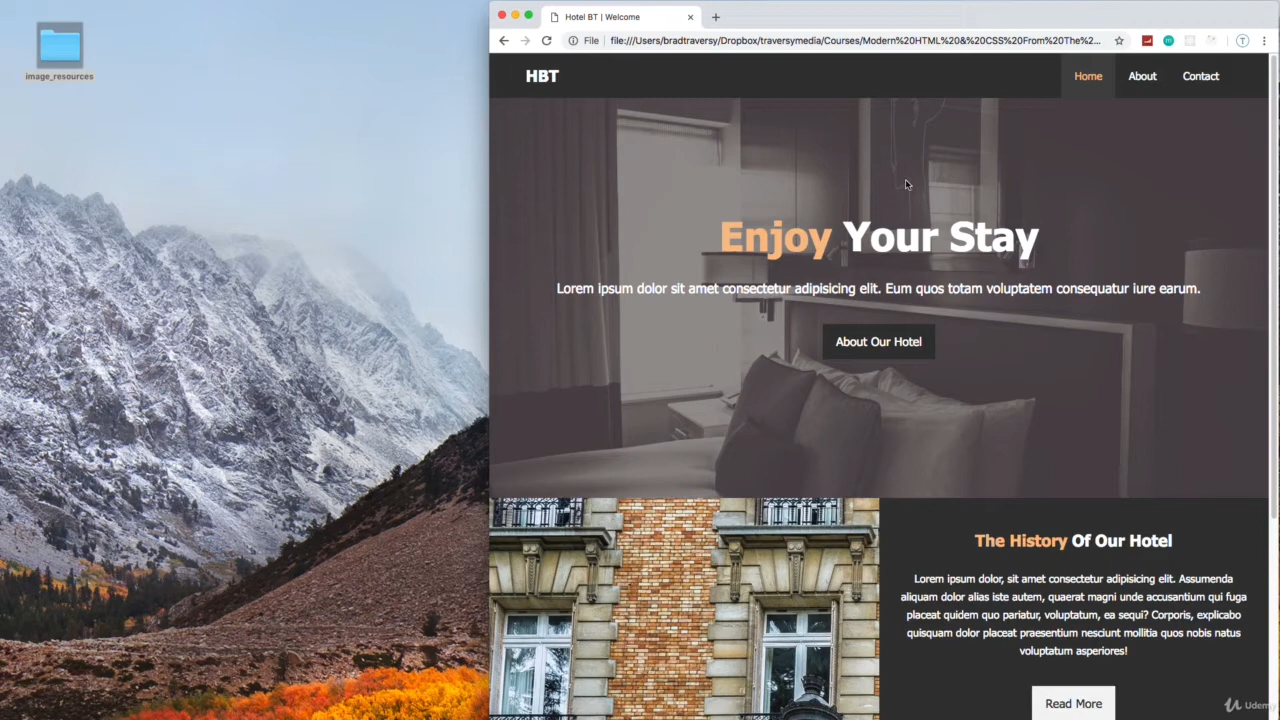 image_resources
Hotel BT | Welcome
File
file:///Users/bradtraversy/Dropbox/traversymedia/Courses/Modern%20HTML%20&%20CSS%20From%20The%2...
T
HBT
Home
About
Contact
Enjoy Your Stay
Lorem ipsum dolor sit amet consectetur adipisicing elit. Eum quos totam voluptatem consequatur iure earum.
About Our Hotel
The History Of Our Hotel
Lorem ipsum dolor, sit amet consectetur adipisicing elit. Assumenda
aliquam dolor alias iste autem, quaerat magni unde accusantium qui fuga
placeat quidem quo pariatur, voluptatum, ea sequi? Corporis, explicabo
quisquam dolor placeat praesentium nesciunt mollitia quos nobis natus
voluptatum asperiores!
Read More
Udemy